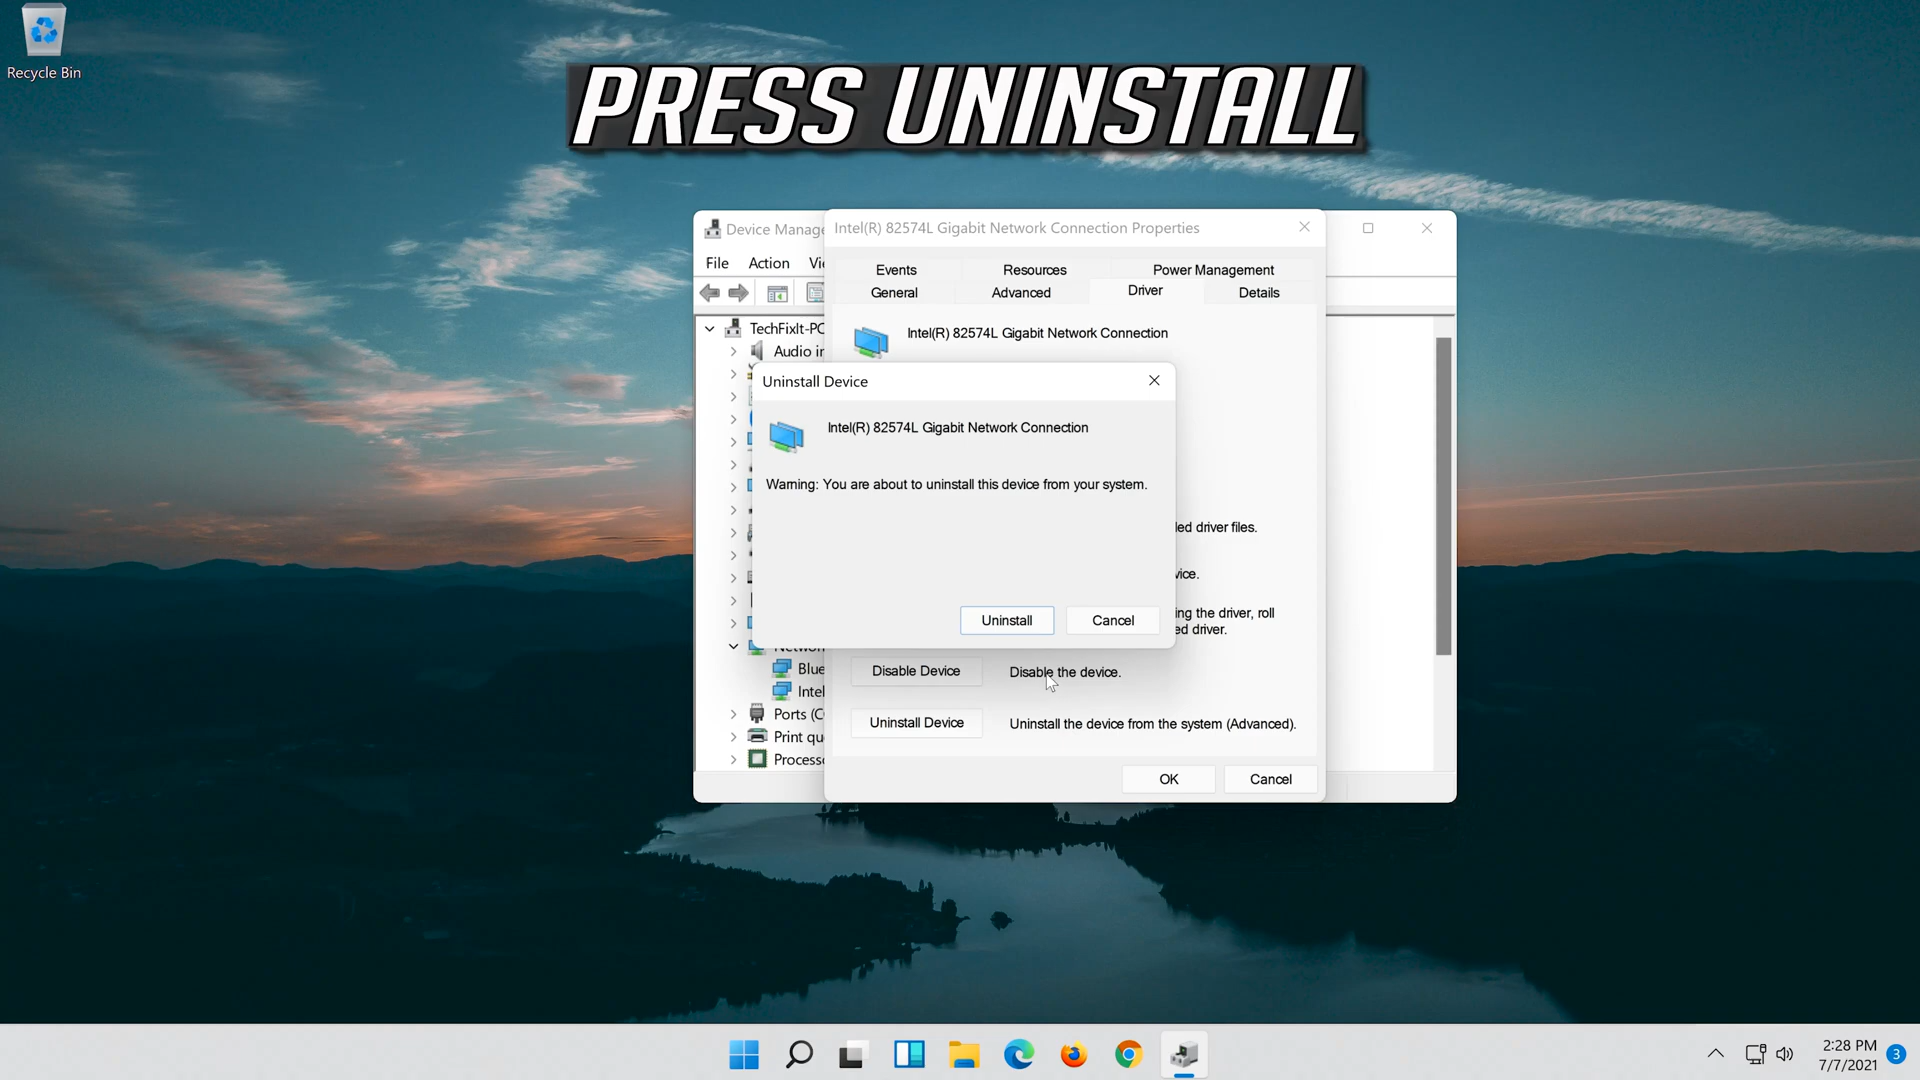 Recycle Bin
PRESS UNINSTALL
Device Manage
Intel(R) 82574L Gigabit Network Connection Properties
File Action
Events Resources Power Management
General Advanced Driver Details
TechFixIt-PC
Intel(R) 82574L Gigabit Network Connection
Audio in
Uninstall Device
Intel(R) 82574L Gigabit Network Connection
Warning: You are about to uninstall this device from your system.
led driver files.
vice.
ing the driver, roll
ed driver.
Uninstall Cancel
Network
Blue
Disable Device Disable the device.
Intel
Ports (C
Uninstall Device Uninstall the device from the system (Advanced).
Print qu
Processo
OK Cancel
2:28 PM
7/7/2021
3